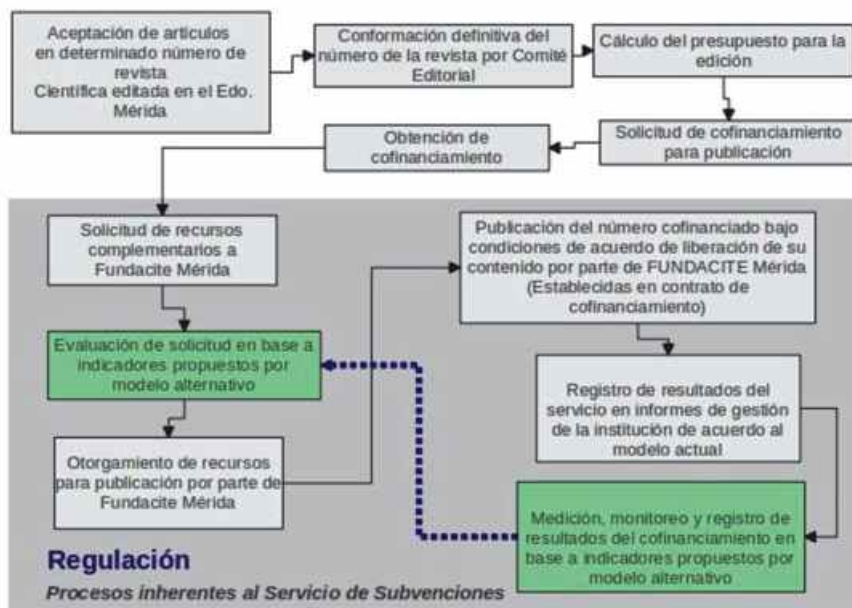 Aceptación de artículos
en determinado número de
revista
Científica editada en el Edo.
Mérida
Conformación definitiva del
número de la revista por Comité
Editorial
Cálculo del presupuesto para la
edición
Solicitud de cofinanciamiento
para publicación
Obtención de
cofinanciamiento
Solicitud de recursos
complementarios a
Fundacite Mérida
Evaluación de solicitud en base a
indicadores propuestos por
modelo alternativo
Otorgamiento de recursos
para publicación por parte de
Fundacite Mérida
Publicación del número cofinanciado bajo
condiciones de acuerdo de liberación de su
contenido por parte de FUNDACITE Mérida
(Establecidas en contrato de
cofinanciamiento)
Registro de resultados del
servicio en informes de gestión
de la institución de acuerdo al
modelo actual
Medición, monitoreo y registro de
resultados del cofinanciamiento en
base a indicadores propuestos por
modelo alternativo
Regulación
Procesos inherentes al Servicio de Subvenciones